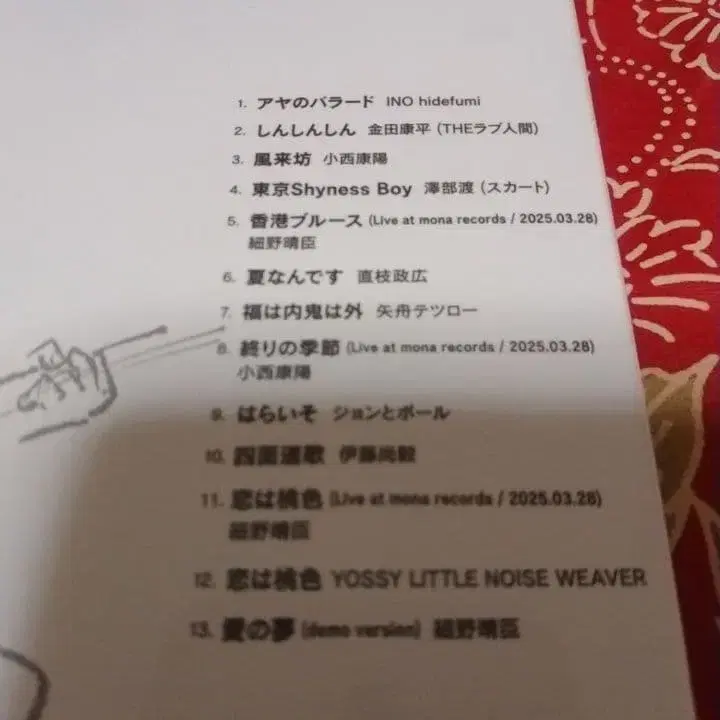 1. アヤのバラード INO hidefumi
2. しんしんしん 金田康平(THEラブ人間)
3. 風来坊 小西康陽
4. 東京Shyness Boy 澤部渡(スカート)
5. 香港ブルース (Live at mona records / 2025.03.28)
細野晴臣
6. 夏なんです 直枝政広
7. 福は内鬼は外 矢舟テツロー
8. 終りの季節 (Live at mona records / 2025.03.28)
小西康陽
9. はらいそ ジョンとポール
10. 四面道歌 伊藤尚毅
11. 恋は桃色 (Live at mona records / 2025.03.28)
細野晴臣
12. 恋は桃色 YOSSY LITTLE NOISE WEAVER
13. 愛の夢 (demo version) 細野晴臣